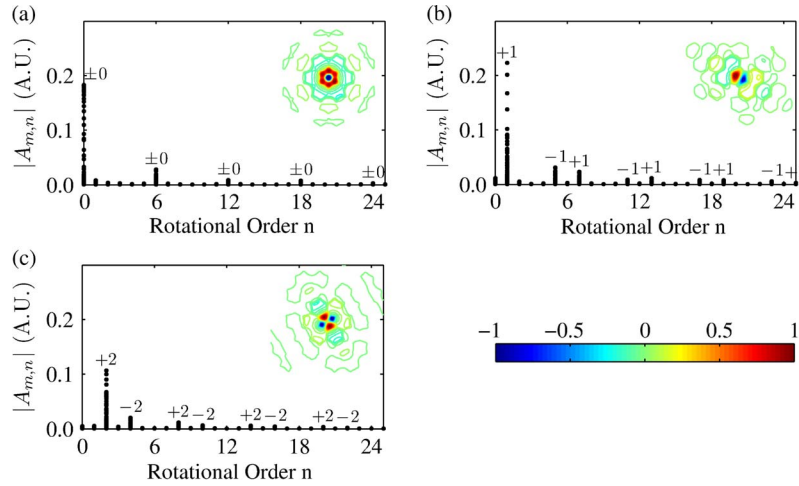 (a)
|A_{m,n}| (A.U.)
0.2
0.1
0.0
±0
±0
±0
±0
±0
0 6 12 18 24
Rotational Order n
(b)
|A_{m,n}| (A.U.)
0.2
0.1
0.0
+1
−1+1
−1+1
−1+1
−1+
0 6 12 18 24
Rotational Order n
(c)
|A_{m,n}| (A.U.)
0.2
0.1
0.0
+2
−2
+2−2
+2−2
+2−2
0 6 12 18 24
Rotational Order n
−1 −0.5 0 0.5 1